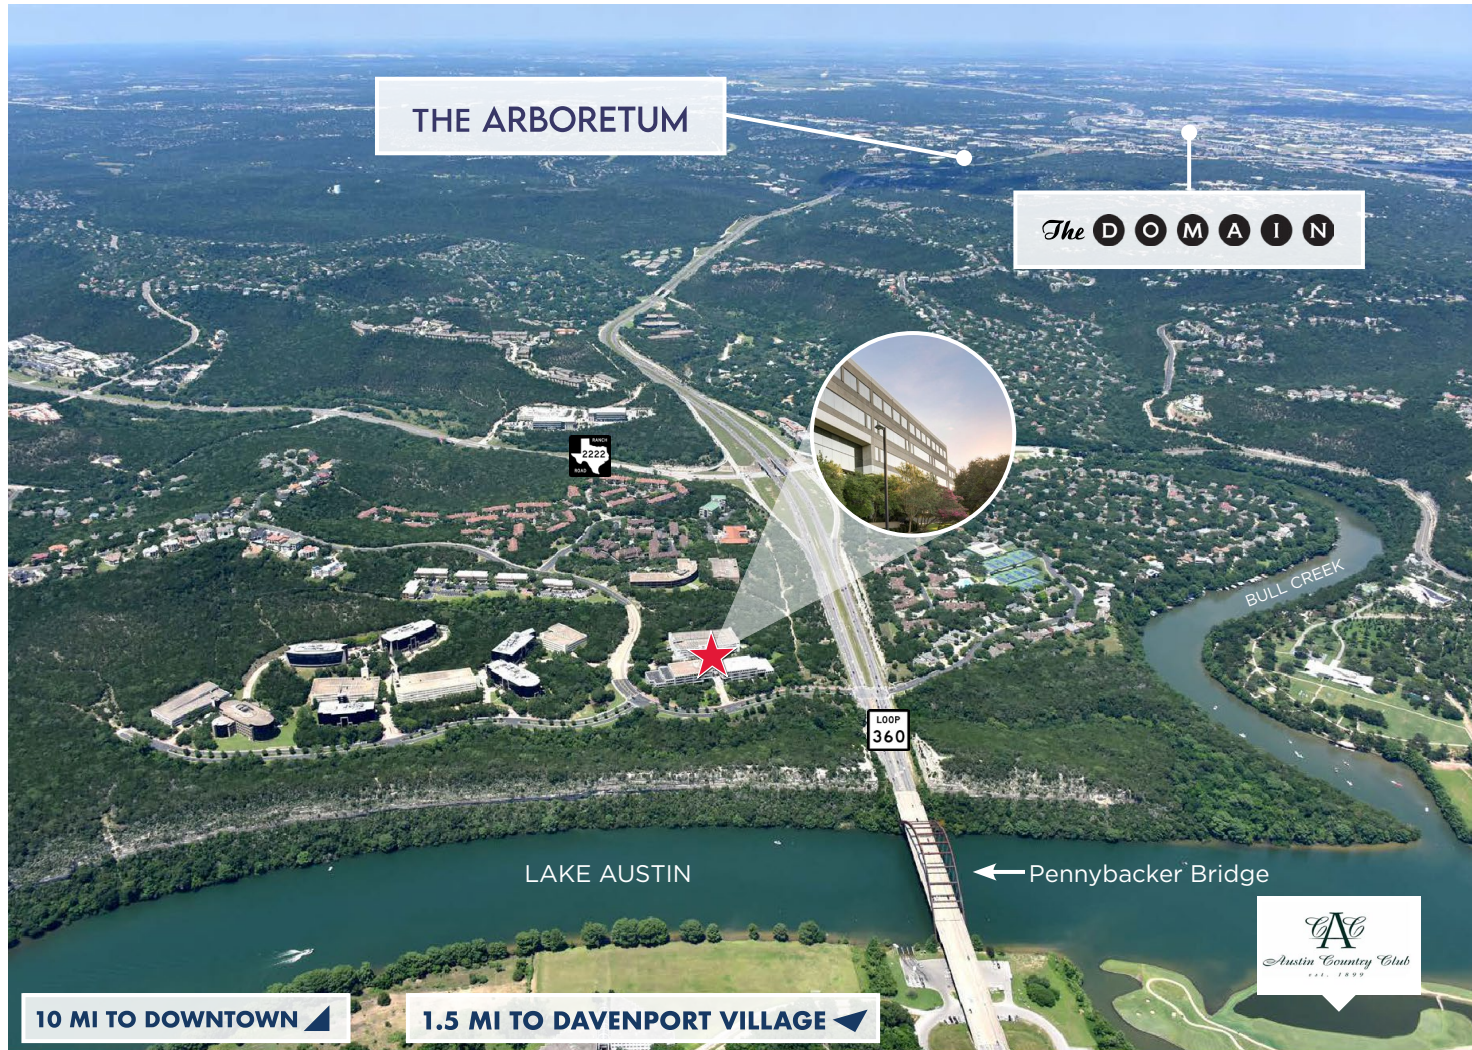 THE ARBORETUM
The DOMAIN
RANCH
2222
ROAD
BULL CREEK
LOOP
360
LAKE AUSTIN
Pennybacker Bridge
CAC
Austin Country Club
est. 1899
10 MI TO DOWNTOWN
1.5 MI TO DAVENPORT VILLAGE